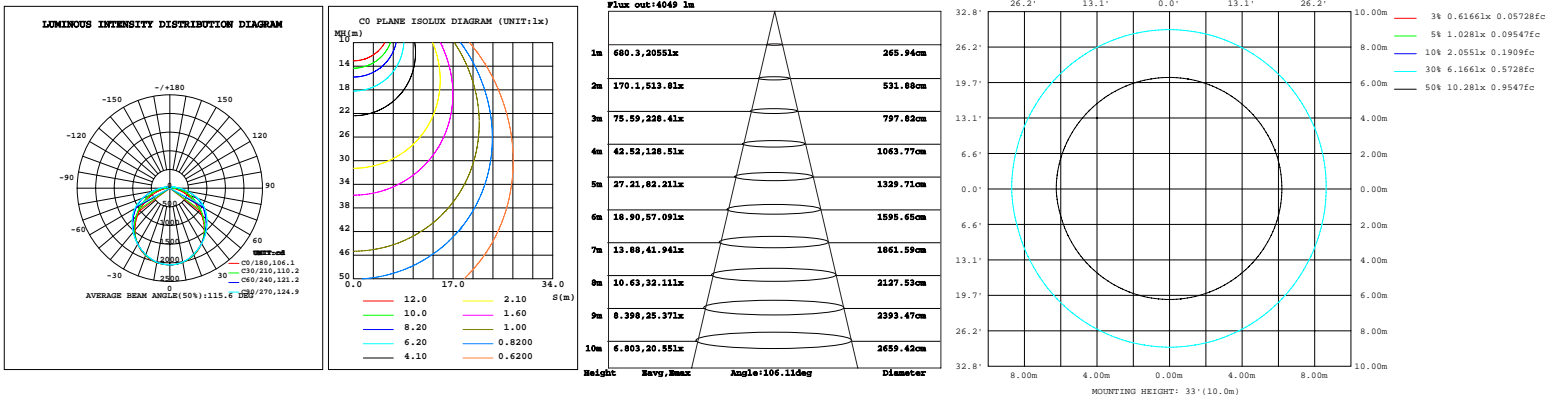 LUMINOUS INTENSITY DISTRIBUTION DIAGRAM
-/+180
-150
150
-120
120
-90
90
-60
60
-30
30
0
0
500
1000
1500
2000
2500
UNIT:cd
C0/180,106.1
C30/210,110.2
C60/240,121.2
C90/270,124.9
AVERAGE BEAM ANGLE(50%):115.6 DEG
C0 PLANE ISOLUX DIAGRAM (UNIT:lx)
MH(m)
10
14
18
22
26
30
34
38
42
46
50
0.0
17.0
34.0
S(m)
12.0
2.10
10.0
1.60
8.20
1.00
6.20
0.8200
4.10
0.6200
Flux out:4049 lm
1m 680.3,2055lx 265.94cm
2m 170.1,513.8lx 531.88cm
3m 75.59,228.4lx 797.82cm
4m 42.52,128.5lx 1063.77cm
5m 27.21,82.21lx 1329.71cm
6m 18.90,57.09lx 1595.65cm
7m 13.88,41.94lx 1861.59cm
8m 10.63,32.11lx 2127.53cm
9m 8.398,25.37lx 2393.47cm
10m 6.803,20.55lx 2659.42cm
Height Eavg,Emax Angle:106.11deg Diameter
26.2' 13.1' 0.0' 13.1' 26.2'
32.8' 10.00m
26.2' 8.00m
19.7' 6.00m
13.1' 4.00m
6.6' 2.00m
0.0' 0.00m
6.6' 2.00m
13.1' 4.00m
19.7' 6.00m
26.2' 8.00m
32.8' 10.00m
8.00m 4.00m 0.00m 4.00m 8.00m
MOUNTING HEIGHT: 33'(10.0m)
3% 0.6166lx 0.05728fc
5% 1.028lx 0.09547fc
10% 2.055lx 0.1909fc
30% 6.166lx 0.5728fc
50% 10.28lx 0.9547fc